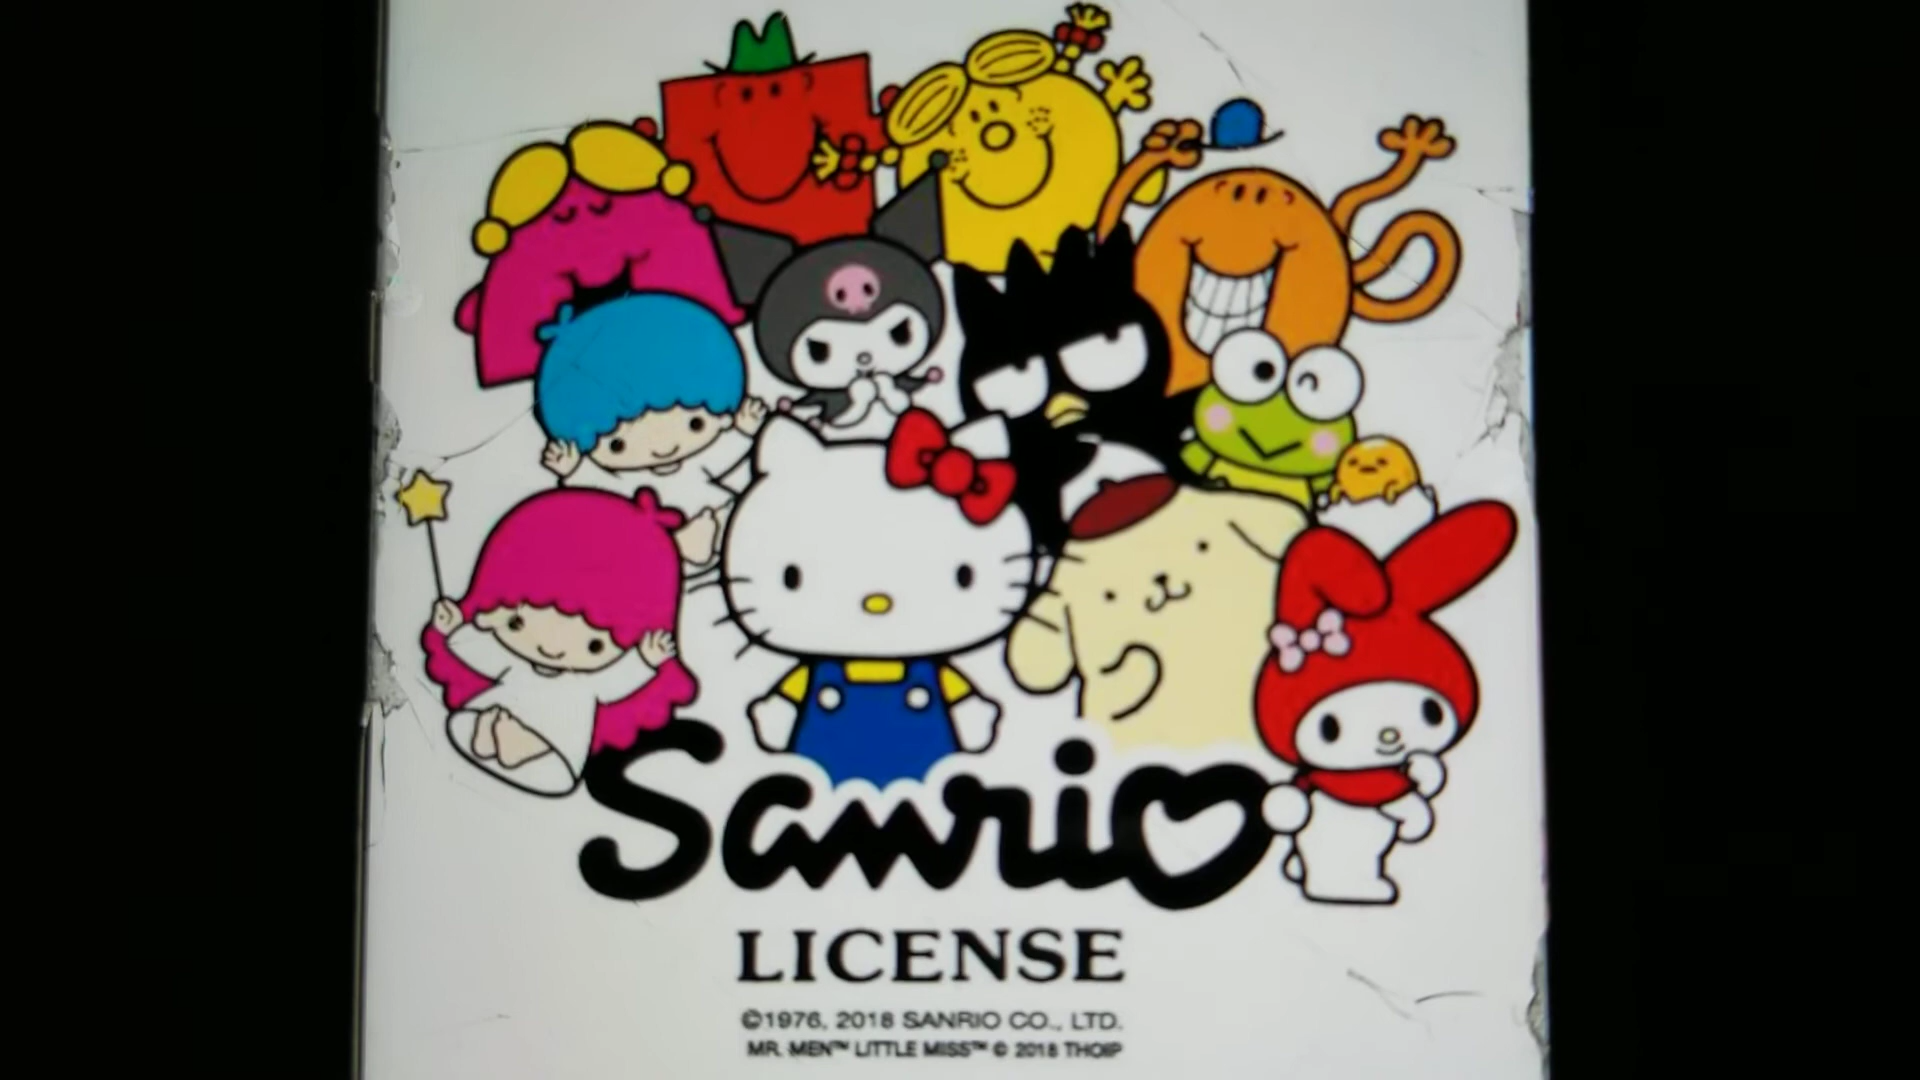 Sanrio
LICENSE
©1976, 2018 SANRIO CO., LTD.
MR. MEN™ LITTLE MISS™ © 2018 THOIP